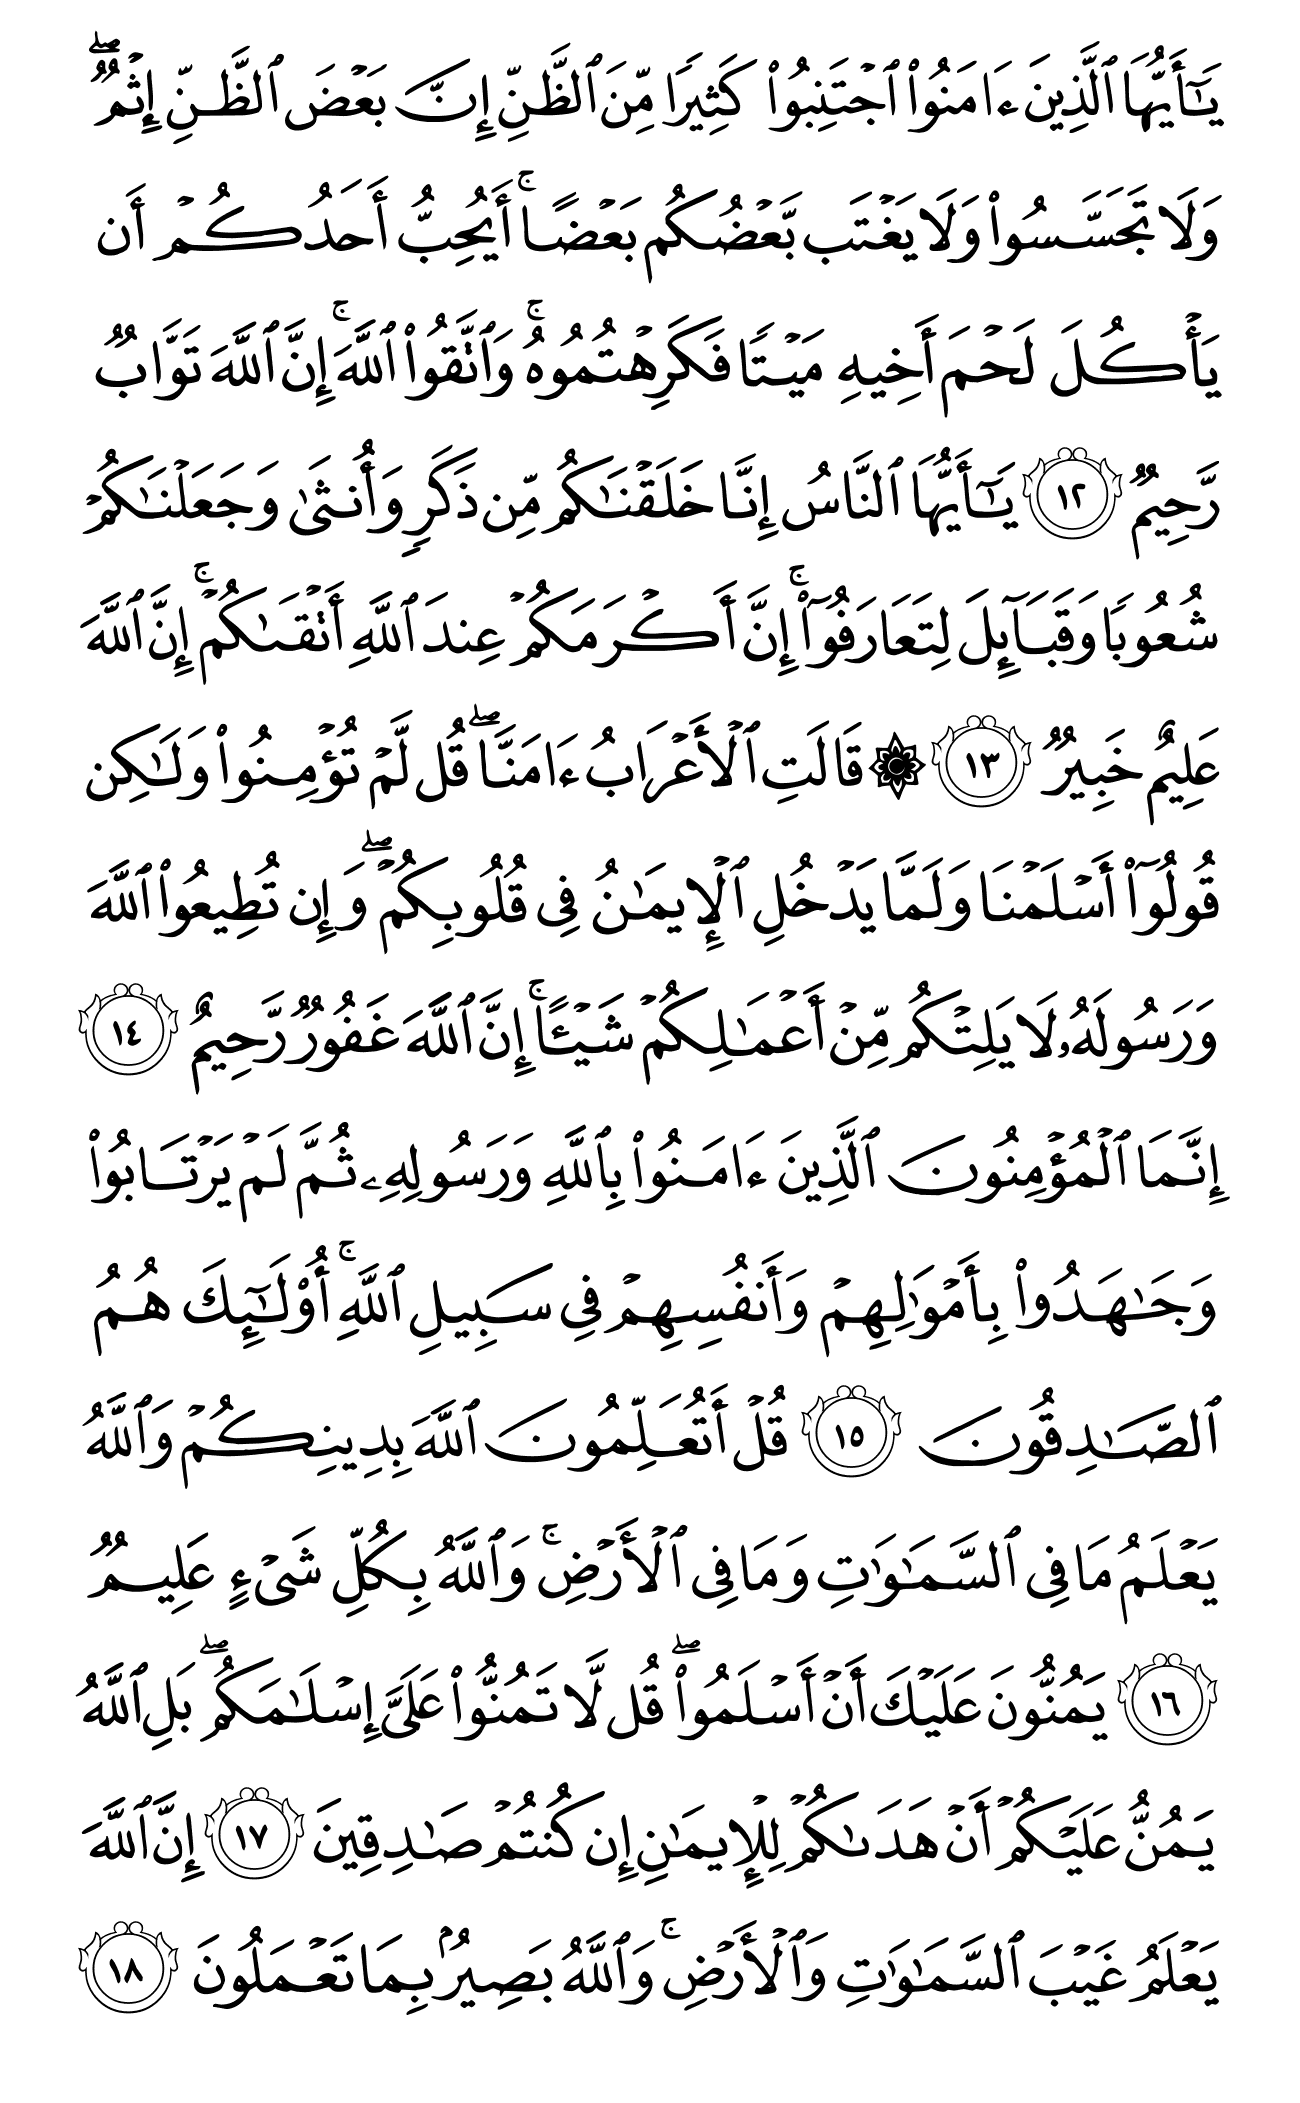 يَٰٓأَيُّهَا ٱلَّذِينَ ءَامَنُوا۟ ٱجْتَنِبُوا۟ كَثِيرًا مِّنَ ٱلظَّنِّ إِنَّ بَعْضَ ٱلظَّنِّ إِثْمٌ ۖ
وَلَا تَجَسَّسُوا۟ وَلَا يَغْتَب بَّعْضُكُم بَعْضًا ۚ أَيُحِبُّ أَحَدُكُمْ أَن
يَأْكُلَ لَحْمَ أَخِيهِ مَيْتًا فَكَرِهْتُمُوهُ ۚ وَٱتَّقُوا۟ ٱللَّهَ ۚ إِنَّ ٱللَّهَ تَوَّابٌ
رَّحِيمٌ ١٢ يَٰٓأَيُّهَا ٱلنَّاسُ إِنَّا خَلَقْنَٰكُم مِّن ذَكَرٍ وَأُنثَىٰ وَجَعَلْنَٰكُمْ
شُعُوبًا وَقَبَآئِلَ لِتَعَارَفُوٓا۟ ۚ إِنَّ أَكْرَمَكُمْ عِندَ ٱللَّهِ أَتْقَىٰكُمْ ۚ إِنَّ ٱللَّهَ
عَلِيمٌ خَبِيرٌ ١٣ ۞ قَالَتِ ٱلْأَعْرَابُ ءَامَنَّا ۖ قُل لَّمْ تُؤْمِنُوا۟ وَلَٰكِن
قُولُوٓا۟ أَسْلَمْنَا وَلَمَّا يَدْخُلِ ٱلْإِيمَٰنُ فِى قُلُوبِكُمْ ۖ وَإِن تُطِيعُوا۟ ٱللَّهَ
وَرَسُولَهُۥ لَا يَلِتْكُم مِّنْ أَعْمَٰلِكُمْ شَيْـًٔا ۚ إِنَّ ٱللَّهَ غَفُورٌ رَّحِيمٌ ١٤
إِنَّمَا ٱلْمُؤْمِنُونَ ٱلَّذِينَ ءَامَنُوا۟ بِٱللَّهِ وَرَسُولِهِۦ ثُمَّ لَمْ يَرْتَابُوا۟
وَجَٰهَدُوا۟ بِأَمْوَٰلِهِمْ وَأَنفُسِهِمْ فِى سَبِيلِ ٱللَّهِ ۚ أُو۟لَٰٓئِكَ هُمُ
ٱلصَّٰدِقُونَ ١٥ قُلْ أَتُعَلِّمُونَ ٱللَّهَ بِدِينِكُمْ وَٱللَّهُ
يَعْلَمُ مَا فِى ٱلسَّمَٰوَٰتِ وَمَا فِى ٱلْأَرْضِ ۚ وَٱللَّهُ بِكُلِّ شَىْءٍ عَلِيمٌ
١٦ يَمُنُّونَ عَلَيْكَ أَنْ أَسْلَمُوا۟ ۖ قُل لَّا تَمُنُّوا۟ عَلَىَّ إِسْلَٰمَكُم ۖ بَلِ ٱللَّهُ
يَمُنُّ عَلَيْكُمْ أَنْ هَدَىٰكُمْ لِلْإِيمَٰنِ إِن كُنتُمْ صَٰدِقِينَ ١٧ إِنَّ ٱللَّهَ
يَعْلَمُ غَيْبَ ٱلسَّمَٰوَٰتِ وَٱلْأَرْضِ ۚ وَٱللَّهُ بَصِيرُۢ بِمَا تَعْمَلُونَ ١٨